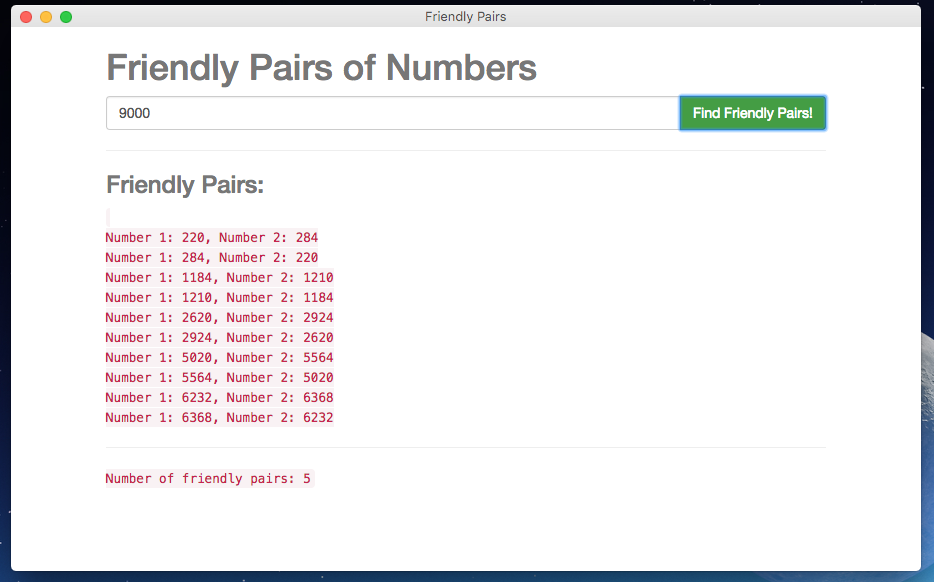 Friendly Pairs
Friendly Pairs of Numbers
9000
Find Friendly Pairs!
Friendly Pairs:
Number 1: 220, Number 2: 284
Number 1: 284, Number 2: 220
Number 1: 1184, Number 2: 1210
Number 1: 1210, Number 2: 1184
Number 1: 2620, Number 2: 2924
Number 1: 2924, Number 2: 2620
Number 1: 5020, Number 2: 5564
Number 1: 5564, Number 2: 5020
Number 1: 6232, Number 2: 6368
Number 1: 6368, Number 2: 6232
Number of friendly pairs: 5